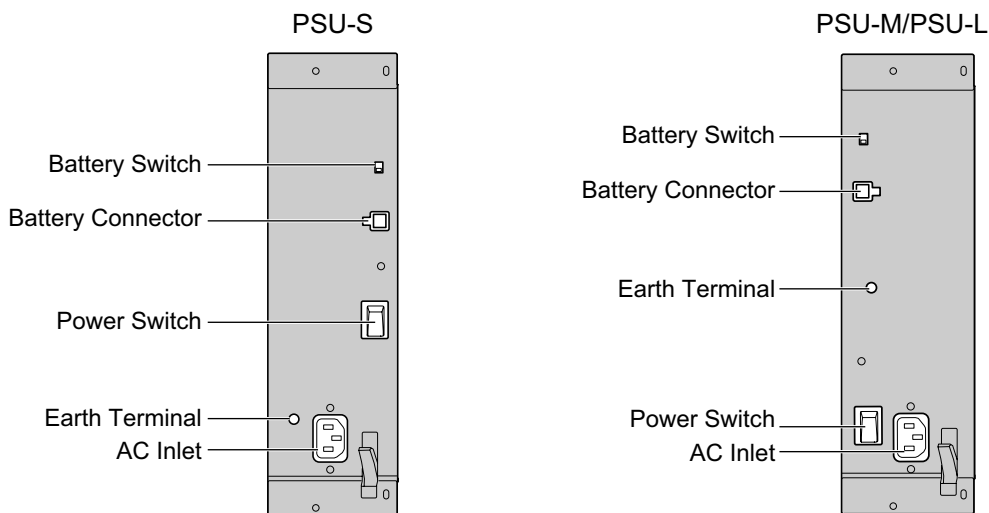 PSU-S
Battery Switch
Battery Connector
Power Switch
Earth Terminal
AC Inlet
PSU-M/PSU-L
Battery Switch
Battery Connector
Earth Terminal
Power Switch
AC Inlet